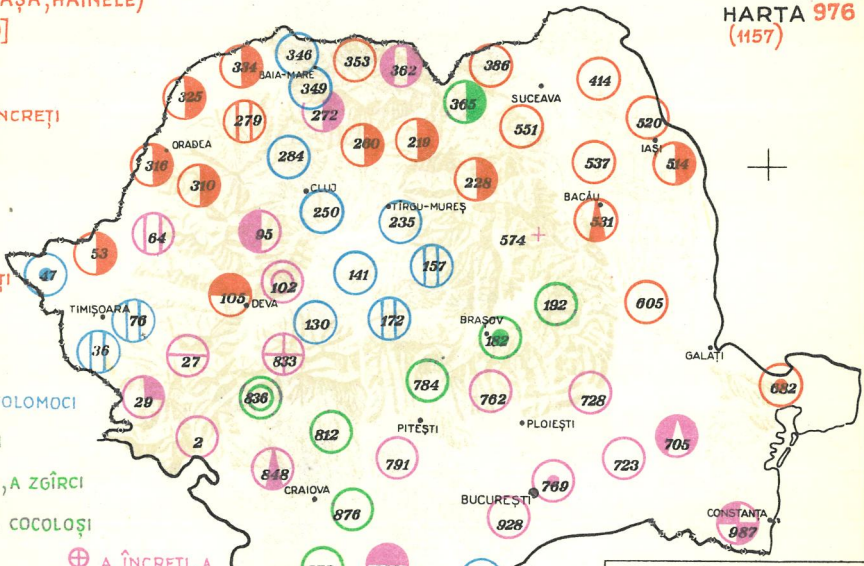 AȘA, HAINELE)
HARTA 976
(1157)
]
NCREȚI
ȚI
OLOMOCI
, A ZGÎRCI
COCOLOȘI
A ÎNCREȚI, A
346
353
362
386
334
BAIA-MARE
349
414
325
SUCEAVA
365
272
279
520
551
260
219
IAȘI
ORADEA
284
316
537
514
228
310
CLUJ
BACĂU
TÎRGU-MUREȘ
250
235
531
64
95
574
53
157
47
141
102
105
DEVA
192
605
TIMIȘOARA
76
130
172
BRAȘOV
182
36
27
833
GALAȚI
784
682
29
836
762
728
PITEȘTI
PLOIEȘTI
2
812
705
791
723
848
769
CRAIOVA
BUCUREȘTI
876
928
CONSTANȚA
987